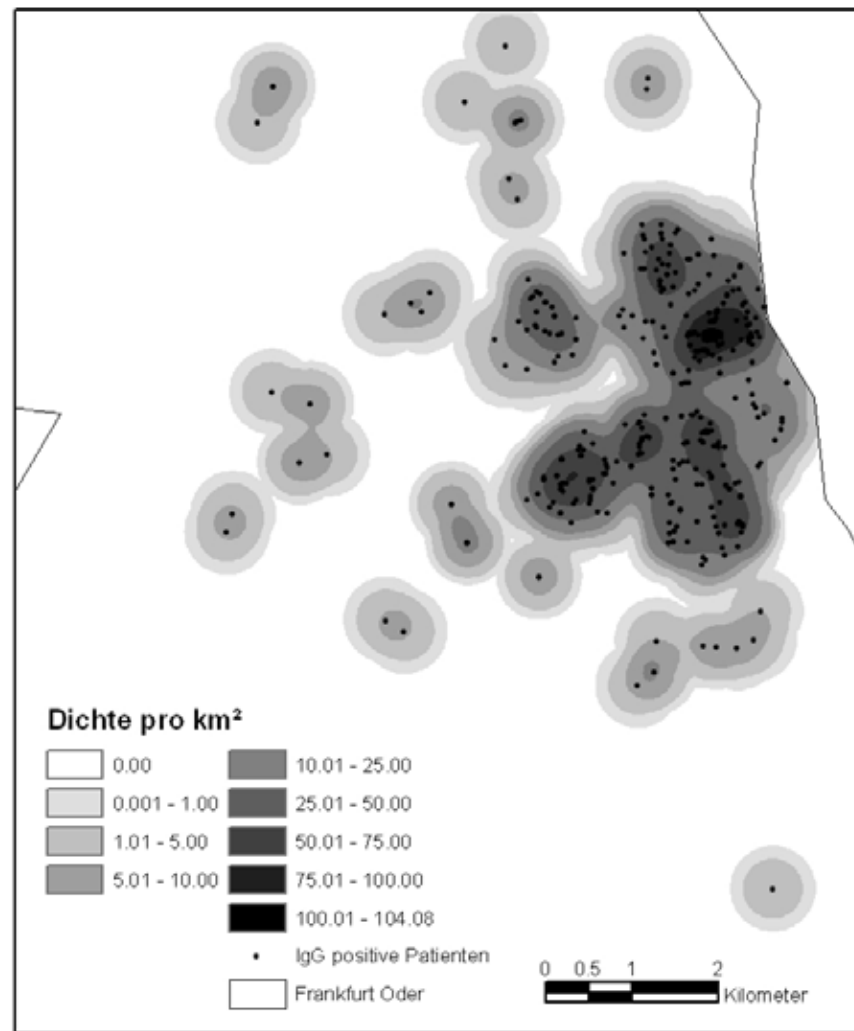 Dichte pro km²
0.00
0.001 - 1.00
1.01 - 5.00
5.01 - 10.00
10.01 - 25.00
25.01 - 50.00
50.01 - 75.00
75.01 - 100.00
100.01 - 104.08
IgG positive Patienten
Frankfurt Oder
0 0.5 1 2
Kilometer